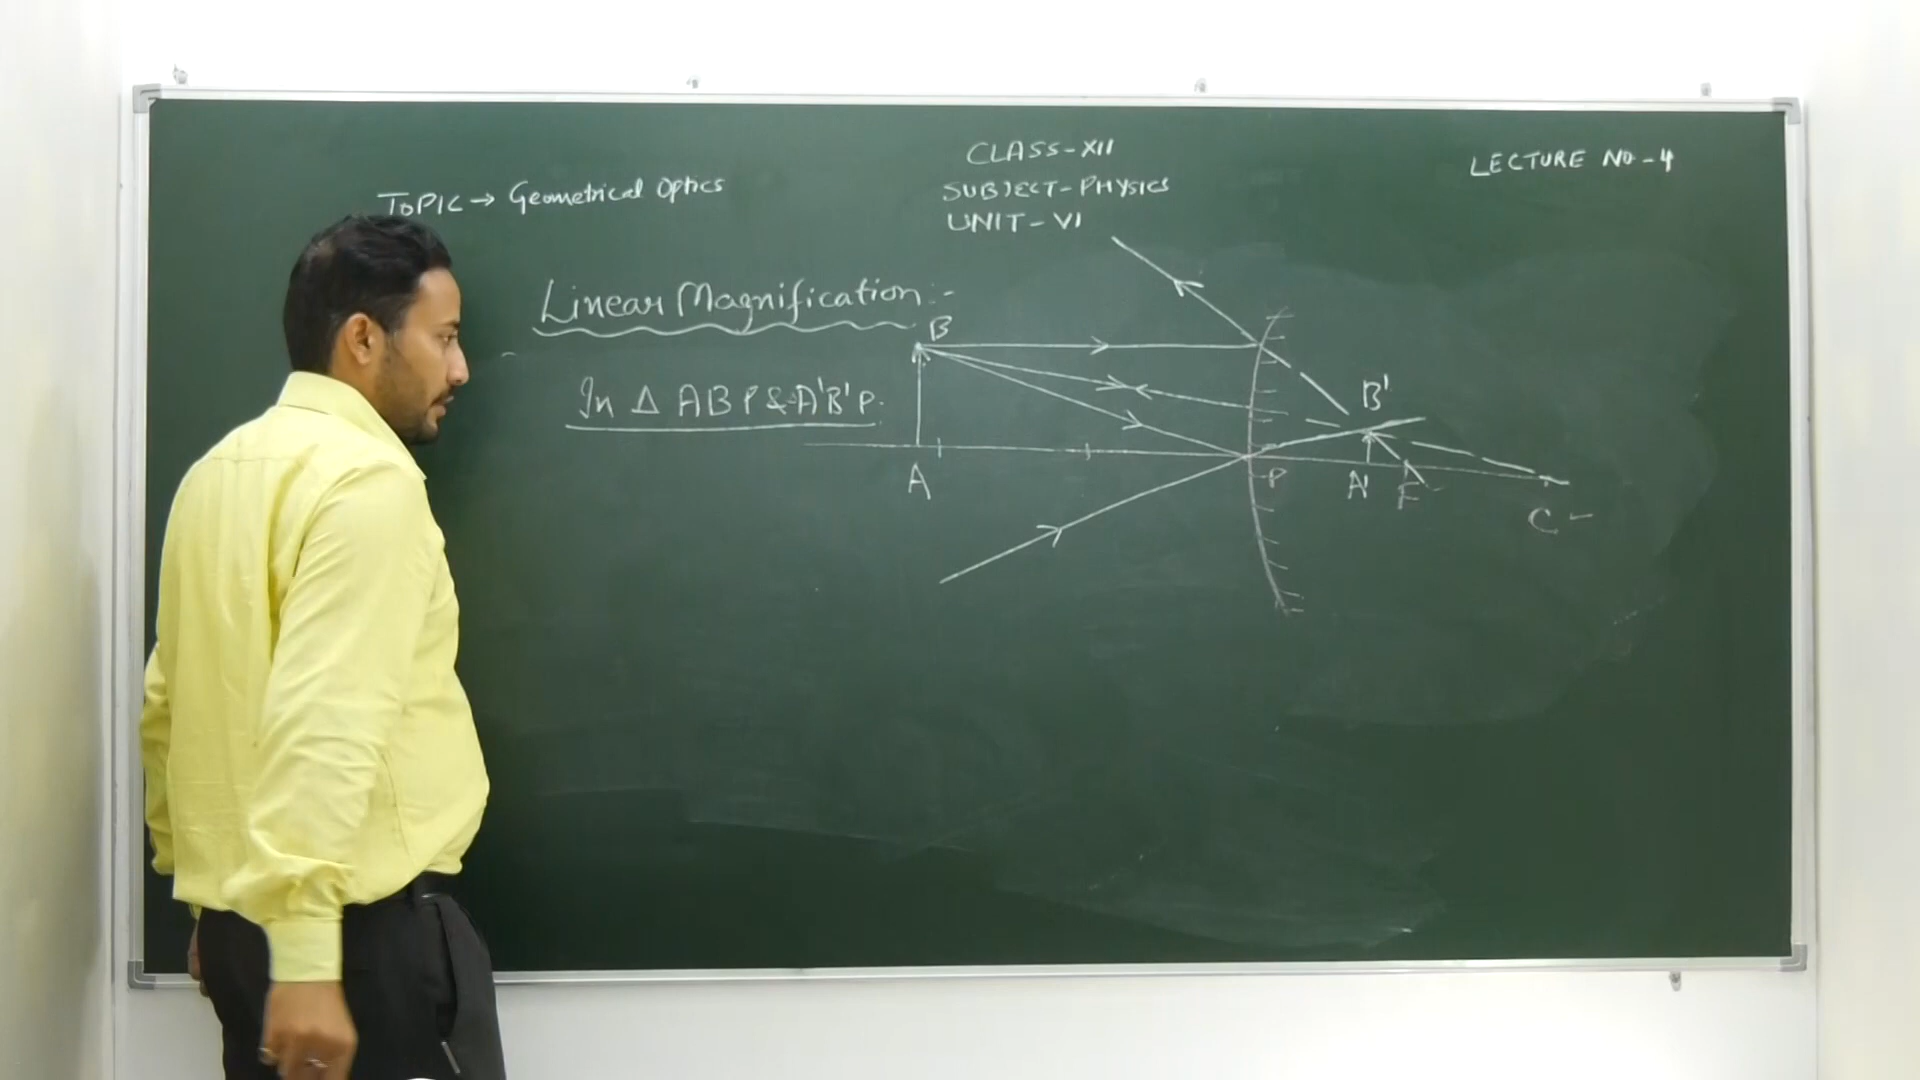 CLASS-XII
SUBJECT-PHYSICS
UNIT-VI
LECTURE NO-4
TOPIC → Geometrical Optics
Linear Magnification:-
In Δ ABP & A'B'P.
B
A
P
B'
A'
F
C